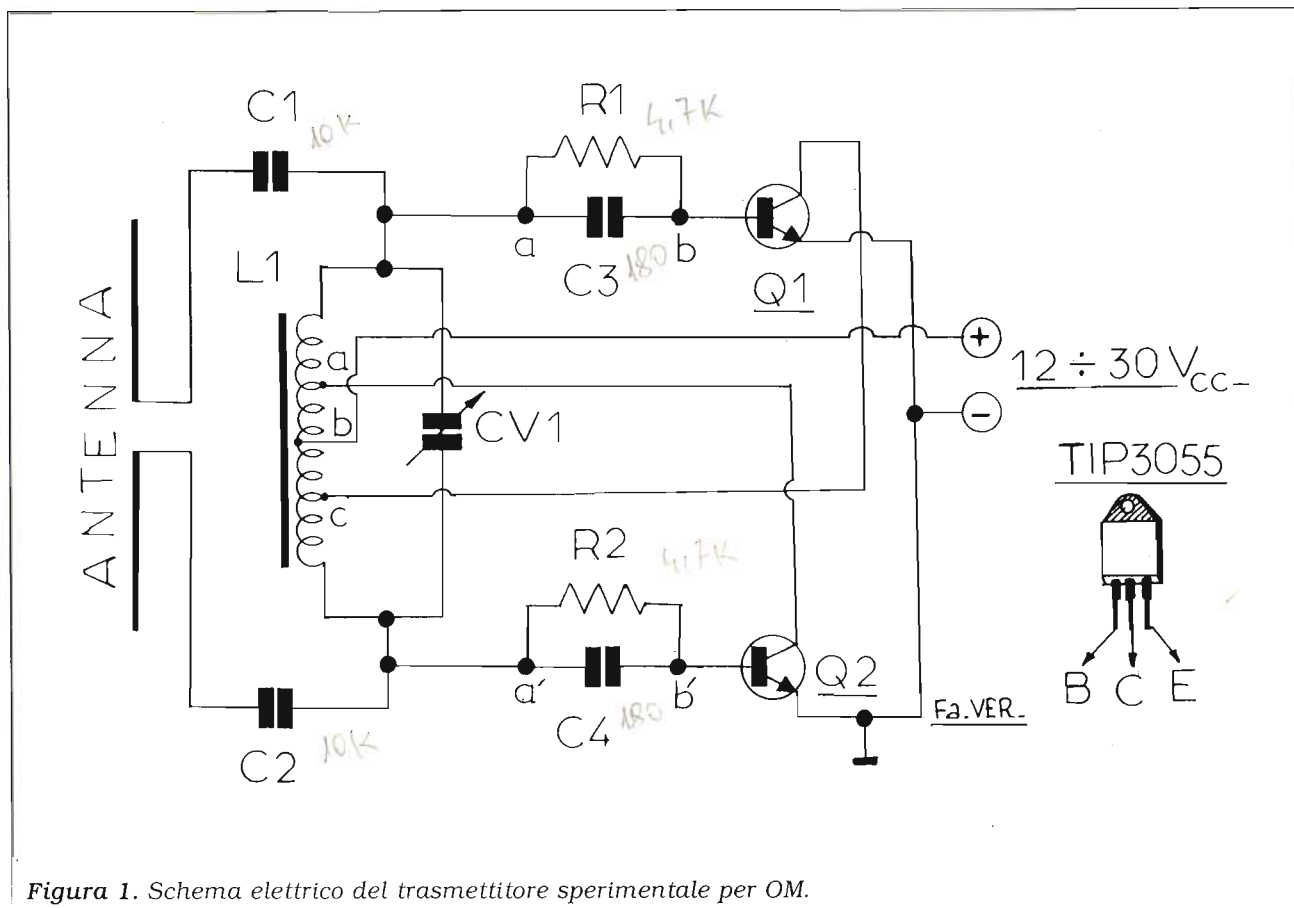 C1
10K
R1
4,7K
a
b
C3
180
Q1
L1
ANTENNA
a
b
c
CV1
+
-
12 ÷ 30 Vcc-
TIP3055
B C E
R2
4,7K
a'
b'
C4
180
Q2
C2
10K
Fa.VER.
Figura 1. Schema elettrico del trasmettitore sperimentale per OM.